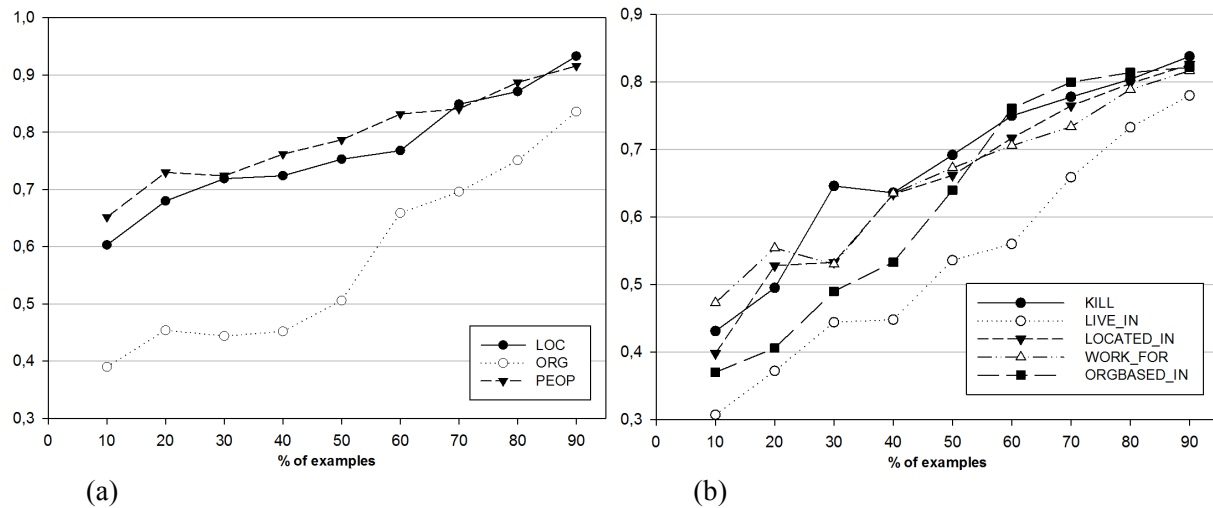 1,0
0,9
0,8
0,7
0,6
0,5
0,4
0,3
0 10 20 30 40 50 60 70 80 90
% of examples
LOC
ORG
PEOP
(a)
0,9
0,8
0,7
0,6
0,5
0,4
0,3
0 10 20 30 40 50 60 70 80 90
% of examples
KILL
LIVE_IN
LOCATED_IN
WORK_FOR
ORGBASED_IN
(b)